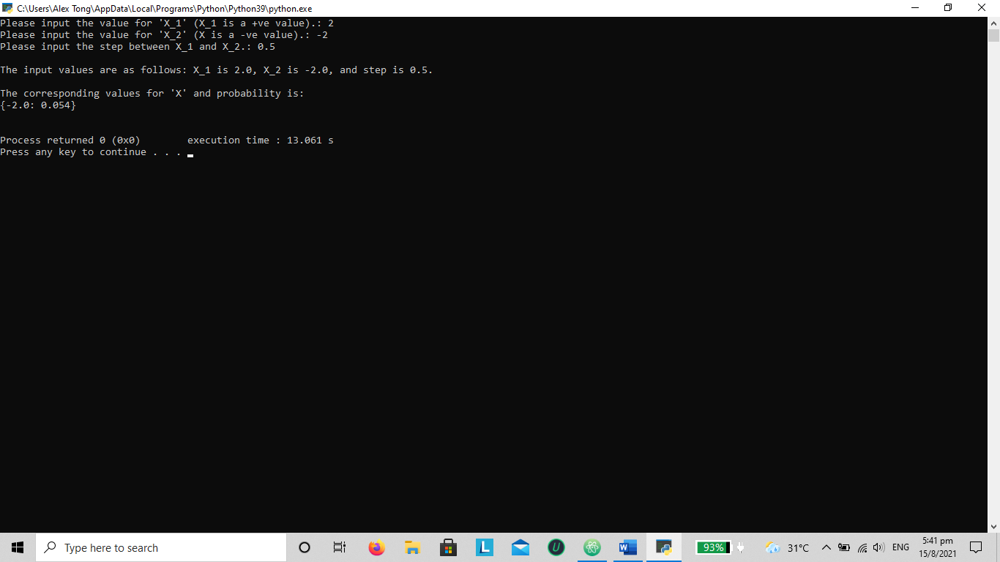 C:\Users\Alex Tong\AppData\Local\Programs\Python\Python39\python.exe
Please input the value for 'X_1' (X_1 is a +ve value).: 2
Please input the value for 'X_2' (X is a -ve value).: -2
Please input the step between X_1 and X_2.: 0.5
The input values are as follows: X_1 is 2.0, X_2 is -2.0, and step is 0.5.
The corresponding values for 'X' and probability is:
{-2.0: 0.054}
Process returned 0 (0x0)        execution time : 13.061 s
Press any key to continue . . .
Type here to search
L
U
W
93%
31°C
ENG
5:41 pm
15/8/2021